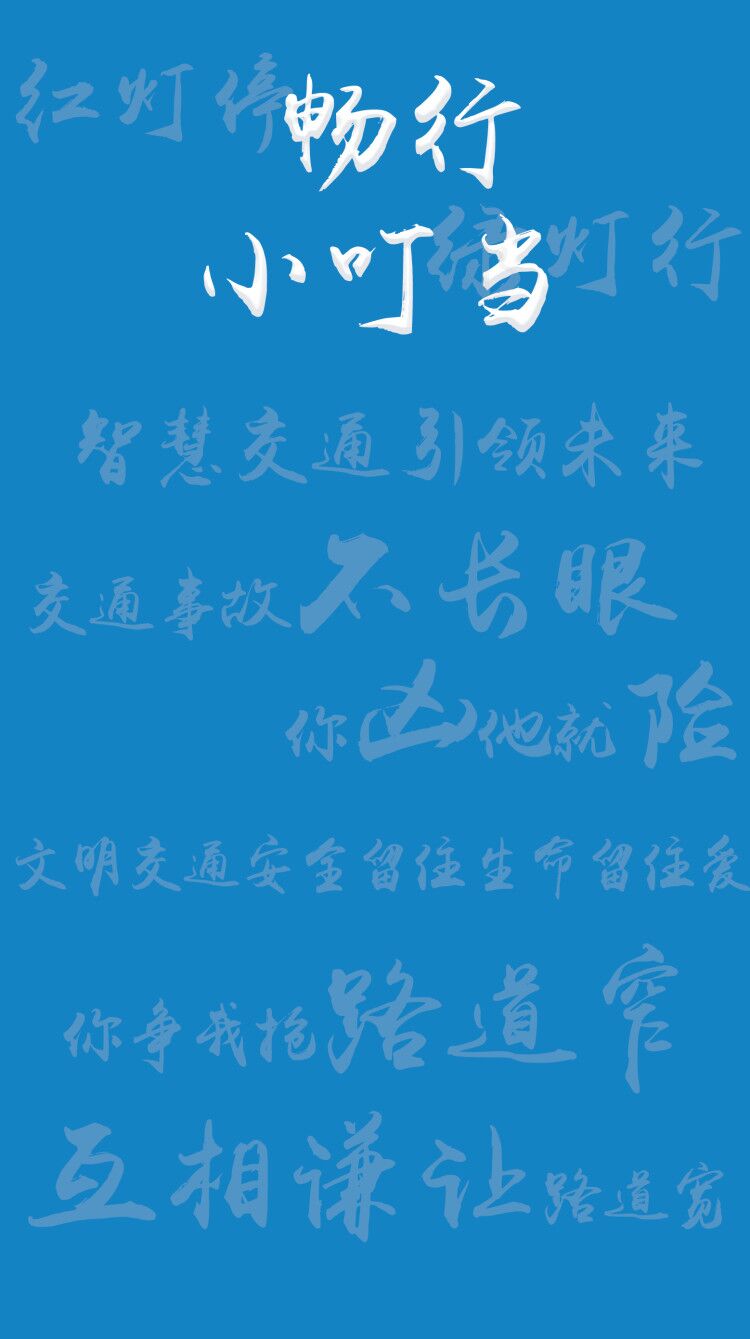 红灯停
畅行
绿灯行
小叮当
智慧交通引领未来
交通事故不长眼
你凶他就险
文明交通安全留住生命留住爱
你争我抢路道窄
互相谦让路道宽